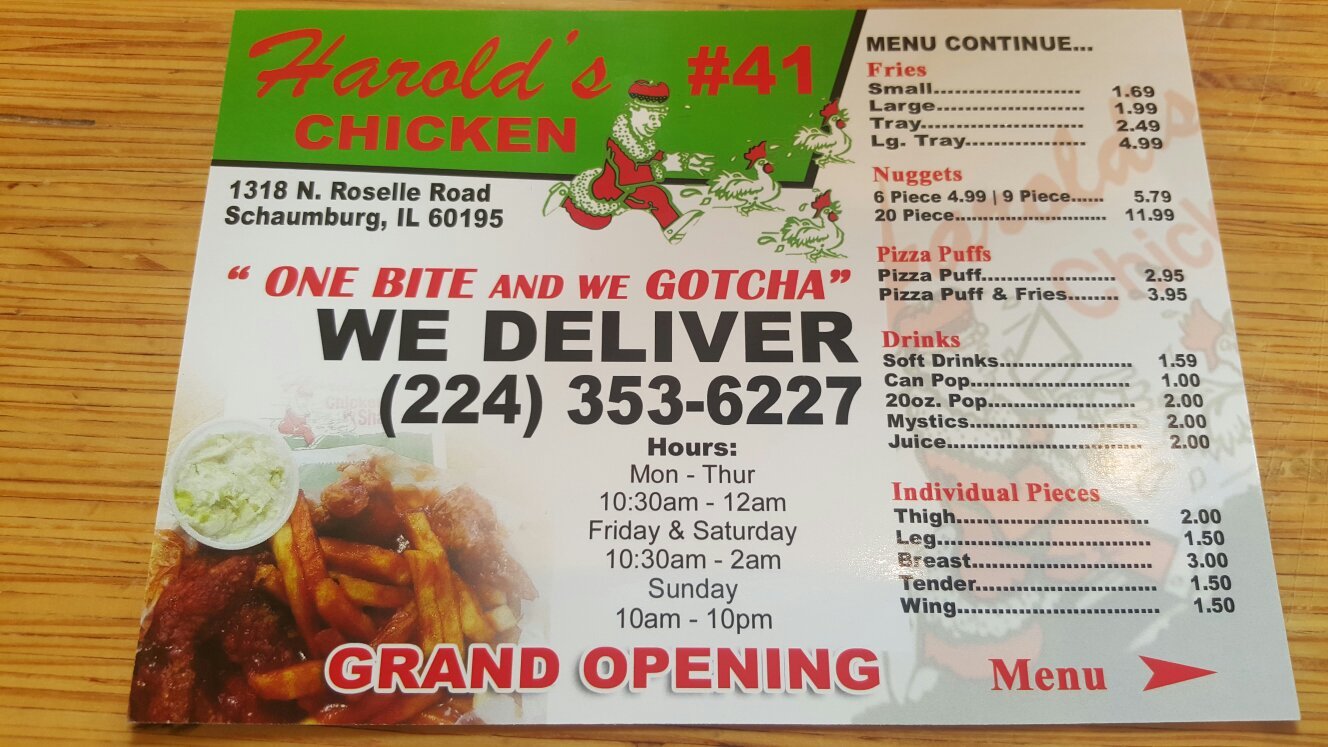 Harold's #41
CHICKEN
1318 N. Roselle Road
Schaumburg, IL 60195
“ ONE BITE AND WE GOTCHA”
WE DELIVER
(224) 353-6227
Hours:
Mon - Thur
10:30am - 12am
Friday & Saturday
10:30am - 2am
Sunday
10am - 10pm
GRAND OPENING
MENU CONTINUE...
Fries
Small..................... 1.69
Large........................ 1.99
Tray.......................... 2.49
Lg. Tray................... 4.99
Nuggets
6 Piece 4.99 | 9 Piece...... 5.79
20 Piece........................... 11.99
Pizza Puffs
Pizza Puff...................... 2.95
Pizza Puff & Fries........ 3.95
Drinks
Soft Drinks...................... 1.59
Can Pop.......................... 1.00
20oz. Pop........................ 2.00
Mystics........................... 2.00
Juice............................... 2.00
Individual Pieces
Thigh............................... 2.00
Leg................................... 1.50
Breast.............................. 3.00
Tender............................. 1.50
Wing................................. 1.50
Menu